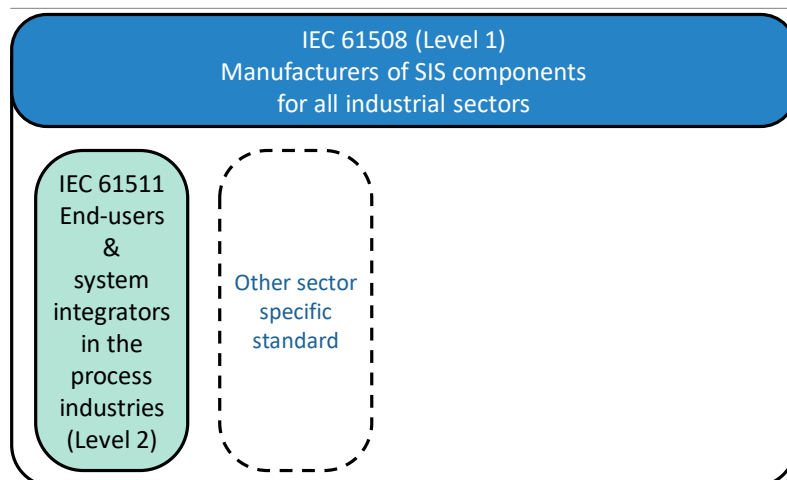 IEC 61508 (Level 1)
Manufacturers of SIS components
for all industrial sectors
IEC 61511
End-users
&
system
integrators
in the
process
industries
(Level 2)
Other sector
specific
standard